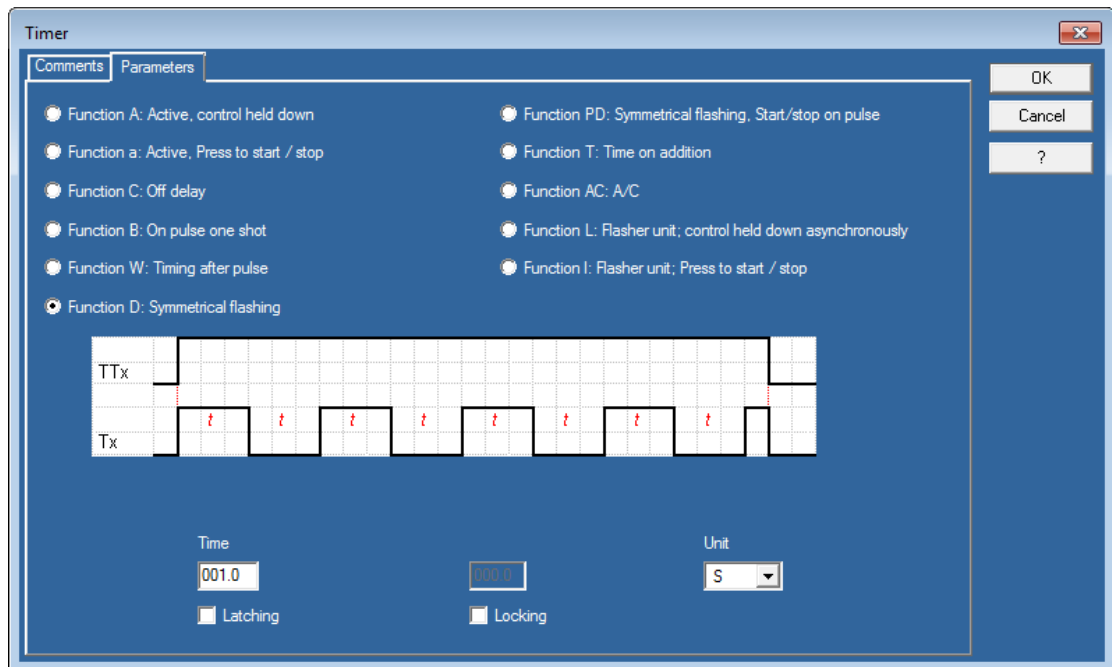 Timer
Comments
Parameters
OK
Cancel
?
Function A: Active, control held down
Function a: Active, Press to start / stop
Function C: Off delay
Function B: On pulse one shot
Function W: Timing after pulse
Function D: Symmetrical flashing
Function PD: Symmetrical flashing, Start/stop on pulse
Function T: Time on addition
Function AC: A/C
Function L: Flasher unit; control held down asynchronously
Function I: Flasher unit; Press to start / stop
TTx
t t t t t t t t
Tx
Time
Unit
001.0
000.0
S
Latching
Locking